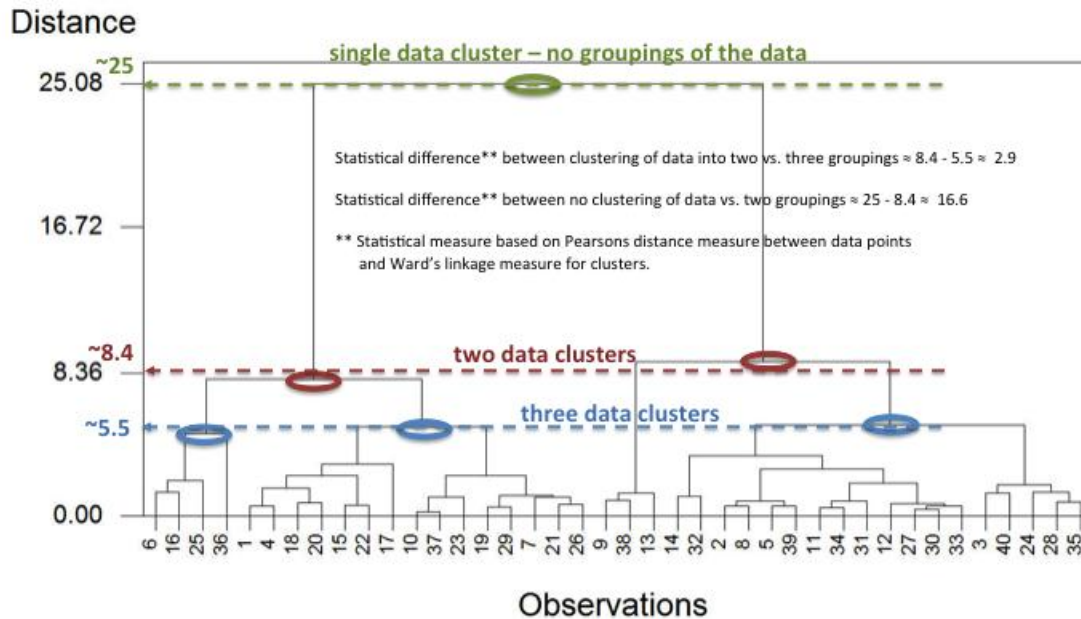 Distance
single data cluster – no groupings of the data
~25
25.08
Statistical difference** between clustering of data into two vs. three groupings ≈ 8.4 - 5.5 ≈ 2.9
Statistical difference** between no clustering of data vs. two groupings ≈ 25 - 8.4 ≈ 16.6
16.72
** Statistical measure based on Pearsons distance measure between data points
and Ward's linkage measure for clusters.
~8.4
two data clusters
8.36
three data clusters
~5.5
0.00
6 16 25 36 1 4 18 20 15 22 17 10 37 23 19 29 7 21 26 9 38 13 14 32 2 8 5 39 11 34 31 12 27 30 33 3 40 24 28 35
Observations